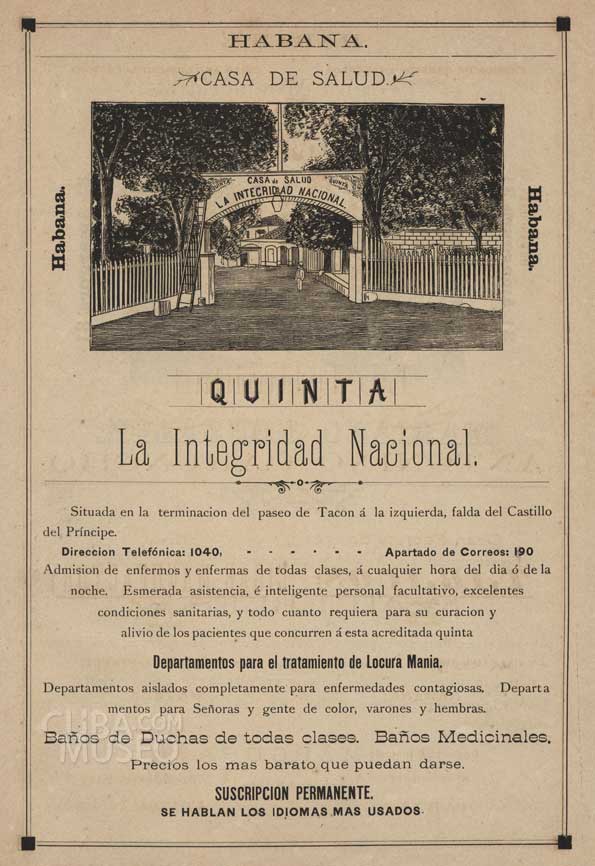 HABANA.
CASA DE SALUD.
Habana.
CASA DE SALUD QUINTA
LA INTEGRIDAD NACIONAL.
Habana.
QUINTA
La Integridad Nacional.
Situada en la terminacion del paseo de Tacon á la izquierda, falda del Castillo
del Príncipe.
Direccion Telefónica: 1040, - - - - - - Apartado de Correos: 190
Admision de enfermos y enfermas de todas clases, á cualquier hora del dia ó de la
noche. Esmerada asistencia, é inteligente personal facultativo, excelentes
condiciones sanitarias, y todo cuanto requiera para su curacion y
alivio de los pacientes que concurren á esta acreditada quinta
Departamentos para el tratamiento de Locura Mania.
Departamentos aislados completamente para enfermedades contagiosas. Departa
mentos para Señoras y gente de color, varones y hembras.
CUBA.COM
MUSEO
Baños de Duchas de todas clases. Baños Medicinales.
Precios los mas barato que puedan darse.
SUSCRIPCION PERMANENTE.
SE HABLAN LOS IDIOMAS MAS USADOS.